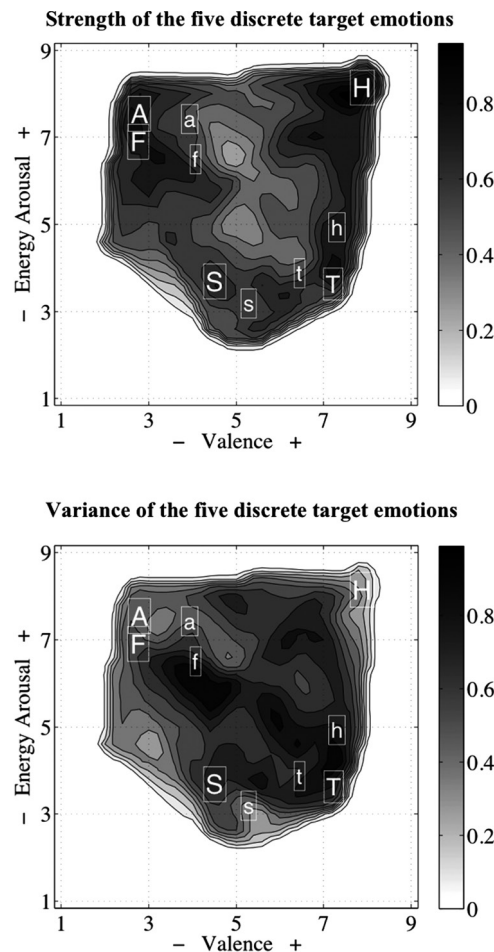 Strength of the five discrete target emotions
9
7
5
3
1
− Energy Arousal +
A
F
a
f
H
h
S
s
t
T
1 3 5 7 9
− Valence +
0.8
0.6
0.4
0.2
0
Variance of the five discrete target emotions
9
7
5
3
1
− Energy Arousal +
A
F
a
f
H
h
S
s
t
T
1 3 5 7 9
− Valence +
0.8
0.6
0.4
0.2
0